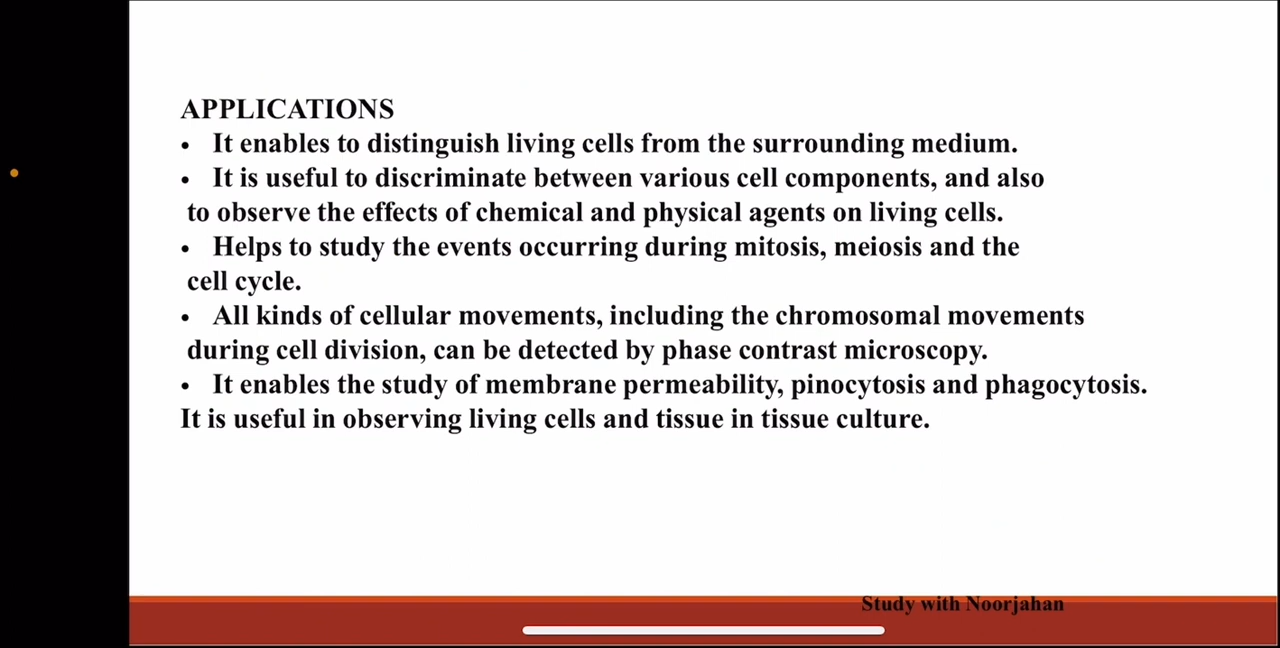 APPLICATIONS
• It enables to distinguish living cells from the surrounding medium.
• It is useful to discriminate between various cell components, and also
to observe the effects of chemical and physical agents on living cells.
• Helps to study the events occurring during mitosis, meiosis and the
cell cycle.
• All kinds of cellular movements, including the chromosomal movements
during cell division, can be detected by phase contrast microscopy.
• It enables the study of membrane permeability, pinocytosis and phagocytosis.
It is useful in observing living cells and tissue in tissue culture.
Study with Noorjahan